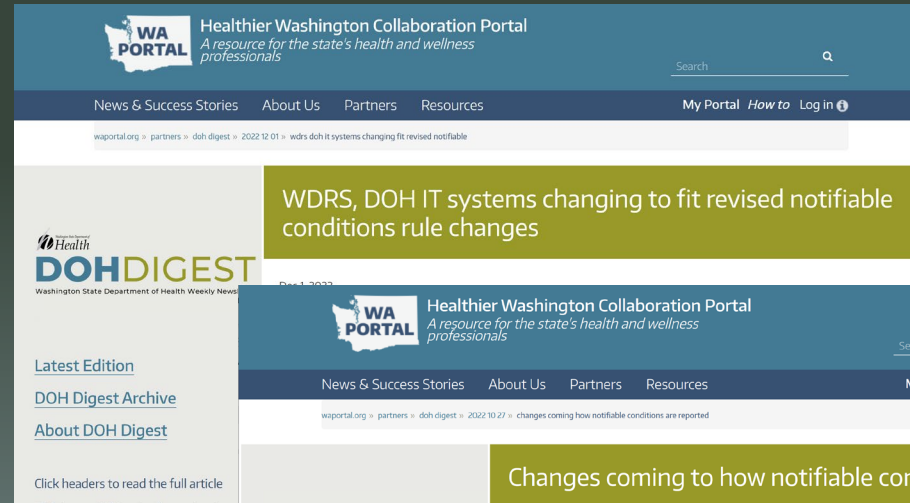 WA
PORTAL
Healthier Washington Collaboration Portal
A resource for the state's health and wellness
professionals
Search
News & Success Stories About Us Partners Resources
My Portal How to Log in
waportal.org » partners » doh digest » 2022 12 01 » wdrs doh it systems changing fit revised notifiable
WDRS, DOH IT systems changing to fit revised notifiable
conditions rule changes
Health
DOHDIGEST
Washington State Department of Health Weekly News
Dec 1, 2022
Latest Edition
DOH Digest Archive
About DOH Digest
Click headers to read the full article
WA
PORTAL
Healthier Washington Collaboration Portal
A resource for the state's health and wellness
professionals
Se
News & Success Stories About Us Partners Resources
M
waportal.org » partners » doh digest » 2022 10 27 » changes coming how notifiable conditions are reported
Changes coming to how notifiable con